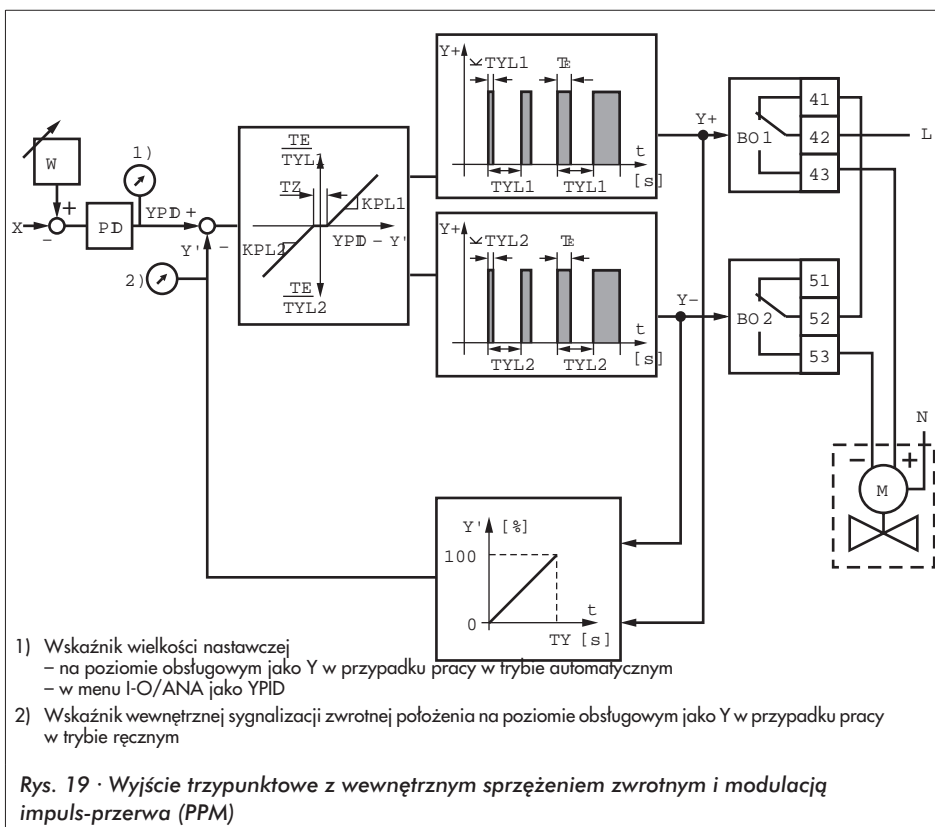 Y+
K TYL1
TE
t
[s]
TYL1
TYL1
Y+
BO1
41
42
43
L
W
1)
+
X
-
PD
YPD +
Y'
-
2)
TE
TYL1
TZ
KPL1
KPL2
YPD - Y'
TE
TYL2
Y+
K TYL2
TE
t
[s]
TYL2
TYL2
Y-
BO2
51
52
53
N
-
+
M
Y' [%]
100
0
t
TY [s]
1) Wskaźnik wielkości nastawczej
– na poziomie obsługowym jako Y w przypadku pracy w trybie automatycznym
– w menu I-O/ANA jako YPID
2) Wskaźnik wewnętrznej sygnalizacji zwrotnej położenia na poziomie obsługowym jako Y w przypadku pracy
w trybie ręcznym
Rys. 19 · Wyjście trzypunktowe z wewnętrznym sprzężeniem zwrotnym i modulacją
impuls-przerwa (PPM)